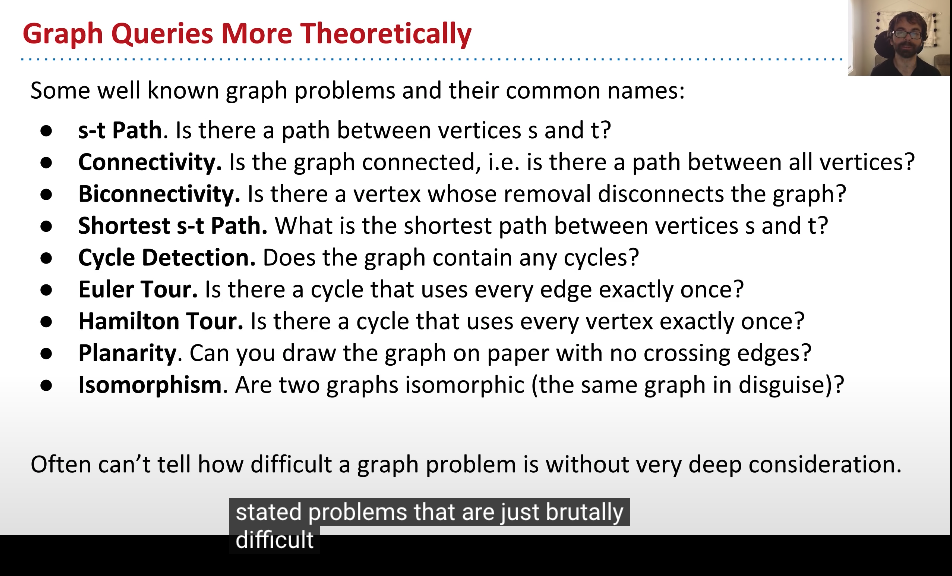 Graph Queries More Theoretically
Some well known graph problems and their common names:
● s-t Path. Is there a path between vertices s and t?
● Connectivity. Is the graph connected, i.e. is there a path between all vertices?
● Biconnectivity. Is there a vertex whose removal disconnects the graph?
● Shortest s-t Path. What is the shortest path between vertices s and t?
● Cycle Detection. Does the graph contain any cycles?
● Euler Tour. Is there a cycle that uses every edge exactly once?
● Hamilton Tour. Is there a cycle that uses every vertex exactly once?
● Planarity. Can you draw the graph on paper with no crossing edges?
● Isomorphism. Are two graphs isomorphic (the same graph in disguise)?
Often can’t tell how difficult a graph problem is without very deep consideration.
stated problems that are just brutally
difficult